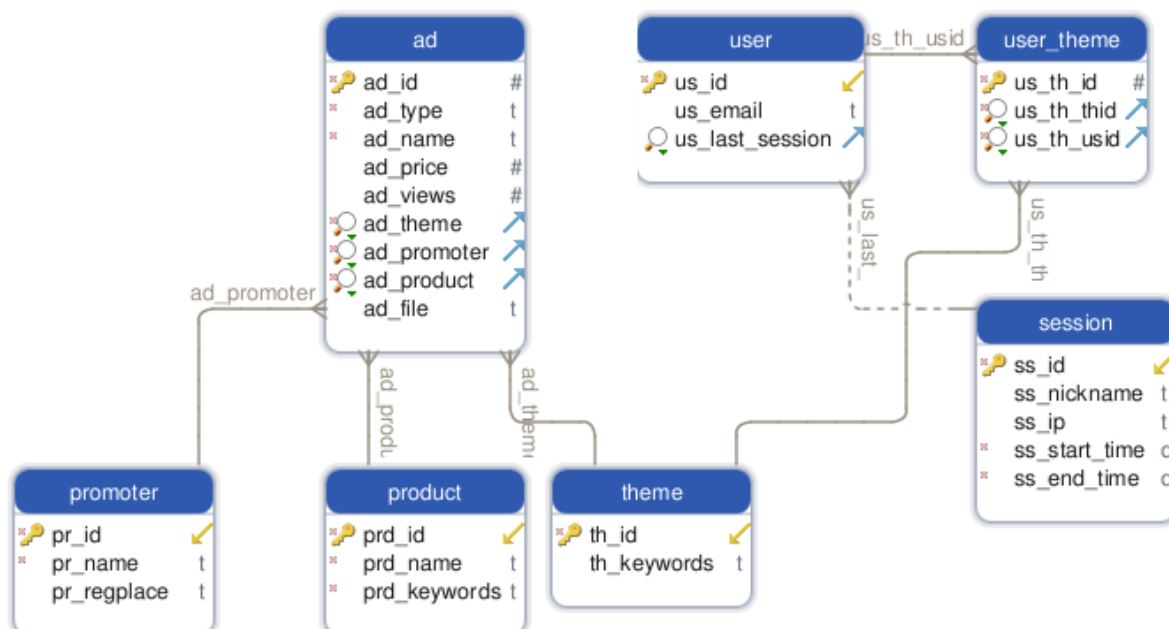 ad
ad_id #
ad_type t
ad_name t
ad_price #
ad_views #
ad_theme
ad_promoter
ad_product
ad_file t
user
us_id
us_email t
us_last_session
us_th_usid
user_theme
us_th_id #
us_th_thid
us_th_usid
us_last_
us_th_th
ad_promoter
ad_produ
ad_theme
session
ss_id
ss_nickname t
ss_ip t
ss_start_time
ss_end_time
promoter
pr_id
pr_name t
pr_regplace t
product
prd_id
prd_name t
prd_keywords t
theme
th_id
th_keywords t